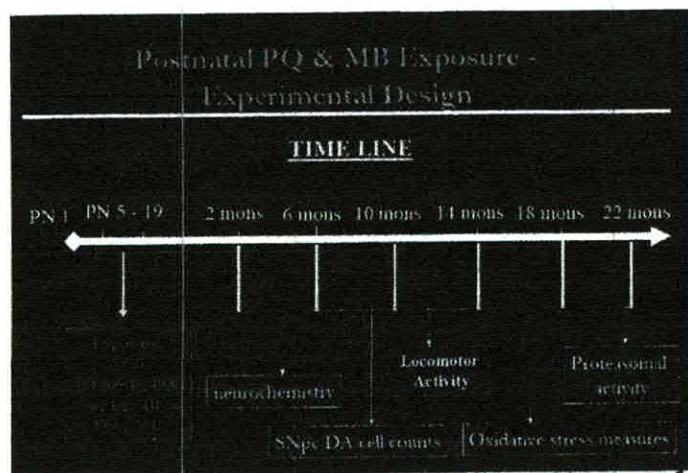 Postnatal PQ & MB Exposure -
Experimental Design
TIME LINE
PN 1 PN 5 - 19 2 mons 6 mons 10 mons 14 mons 18 mons 22 mons
Locomotor
Activity
Proteasomal
activity
neurochemistry
SNpc DA cell counts
Oxidative stress measures